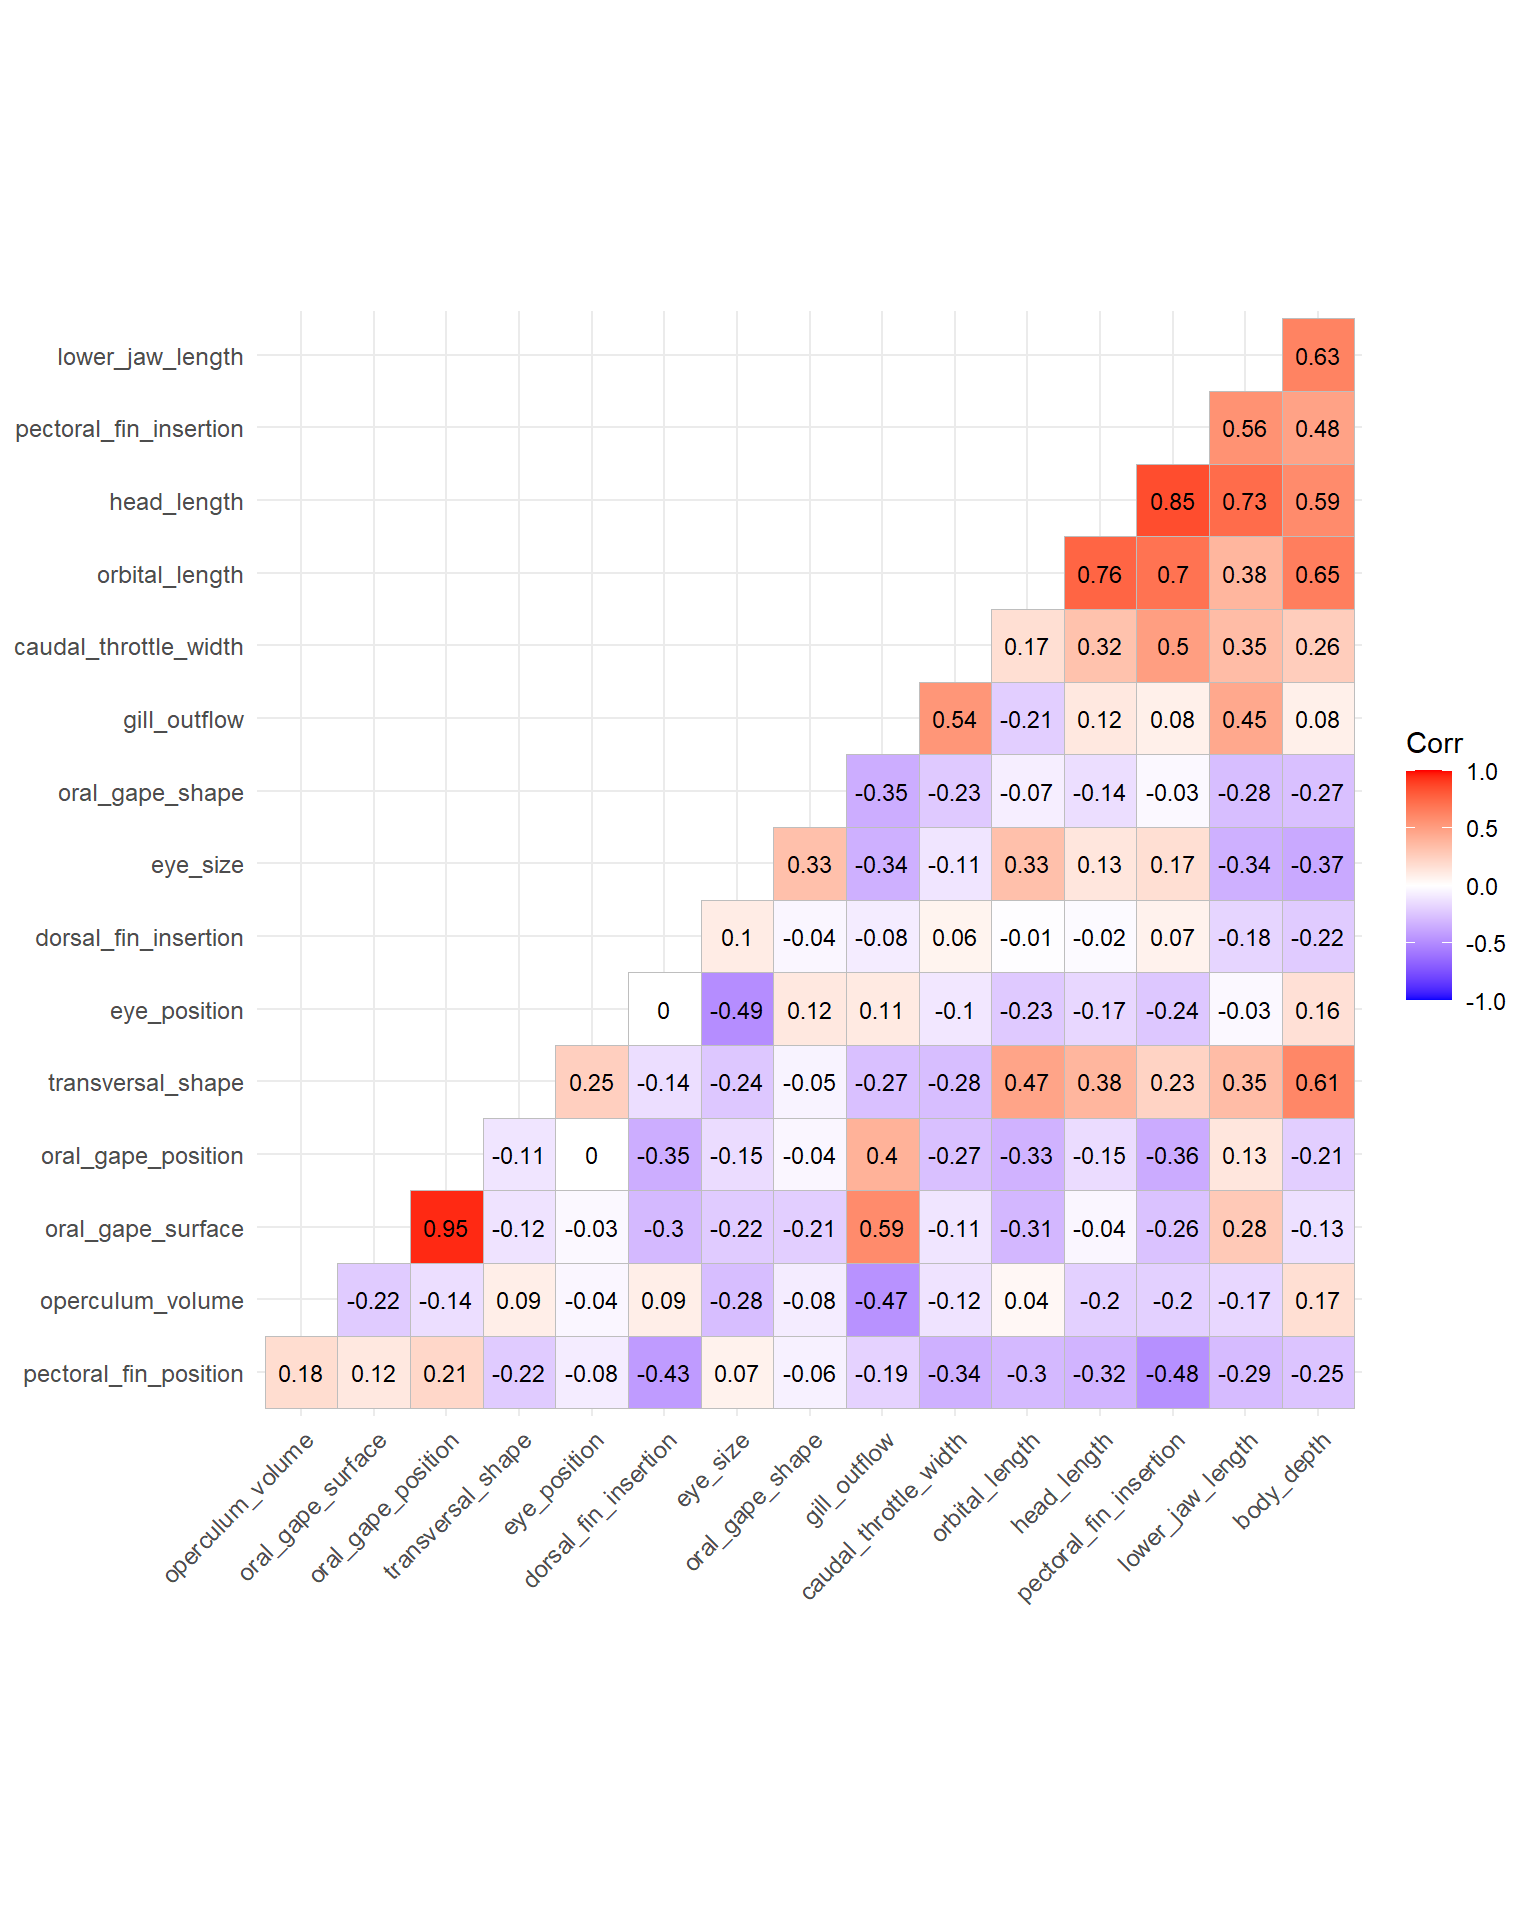 lower_jaw_length 0.63
pectoral_fin_insertion 0.56 0.48
head_length 0.85 0.73 0.59
orbital_length 0.76 0.7 0.38 0.65
caudal_throttle_width 0.17 0.32 0.5 0.35 0.26
gill_outflow 0.54 -0.21 0.12 0.08 0.45 0.08
oral_gape_shape -0.35 -0.23 -0.07 -0.14 -0.03 -0.28 -0.27
eye_size 0.33 -0.34 -0.11 0.33 0.13 0.17 -0.34 -0.37
dorsal_fin_insertion 0.1 -0.04 -0.08 0.06 -0.01 -0.02 0.07 -0.18 -0.22
eye_position 0 -0.49 0.12 0.11 -0.1 -0.23 -0.17 -0.24 -0.03 0.16
transversal_shape 0.25 -0.14 -0.24 -0.05 -0.27 -0.28 0.47 0.38 0.23 0.35 0.61
oral_gape_position -0.11 0 -0.35 -0.15 -0.04 0.4 -0.27 -0.33 -0.15 -0.36 0.13 -0.21
oral_gape_surface 0.95 -0.12 -0.03 -0.3 -0.22 -0.21 0.59 -0.11 -0.31 -0.04 -0.26 0.28 -0.13
operculum_volume -0.22 -0.14 0.09 -0.04 0.09 -0.28 -0.08 -0.47 -0.12 0.04 -0.2 -0.2 -0.17 0.17
pectoral_fin_position 0.18 0.12 0.21 -0.22 -0.08 -0.43 0.07 -0.06 -0.19 -0.34 -0.3 -0.32 -0.48 -0.29 -0.25
operculum_volume
oral_gape_surface
oral_gape_position
transversal_shape
eye_position
dorsal_fin_insertion
eye_size
oral_gape_shape
gill_outflow
caudal_throttle_width
orbital_length
head_length
pectoral_fin_insertion
lower_jaw_length
body_depth
Corr
1.0
0.5
0.0
-0.5
-1.0